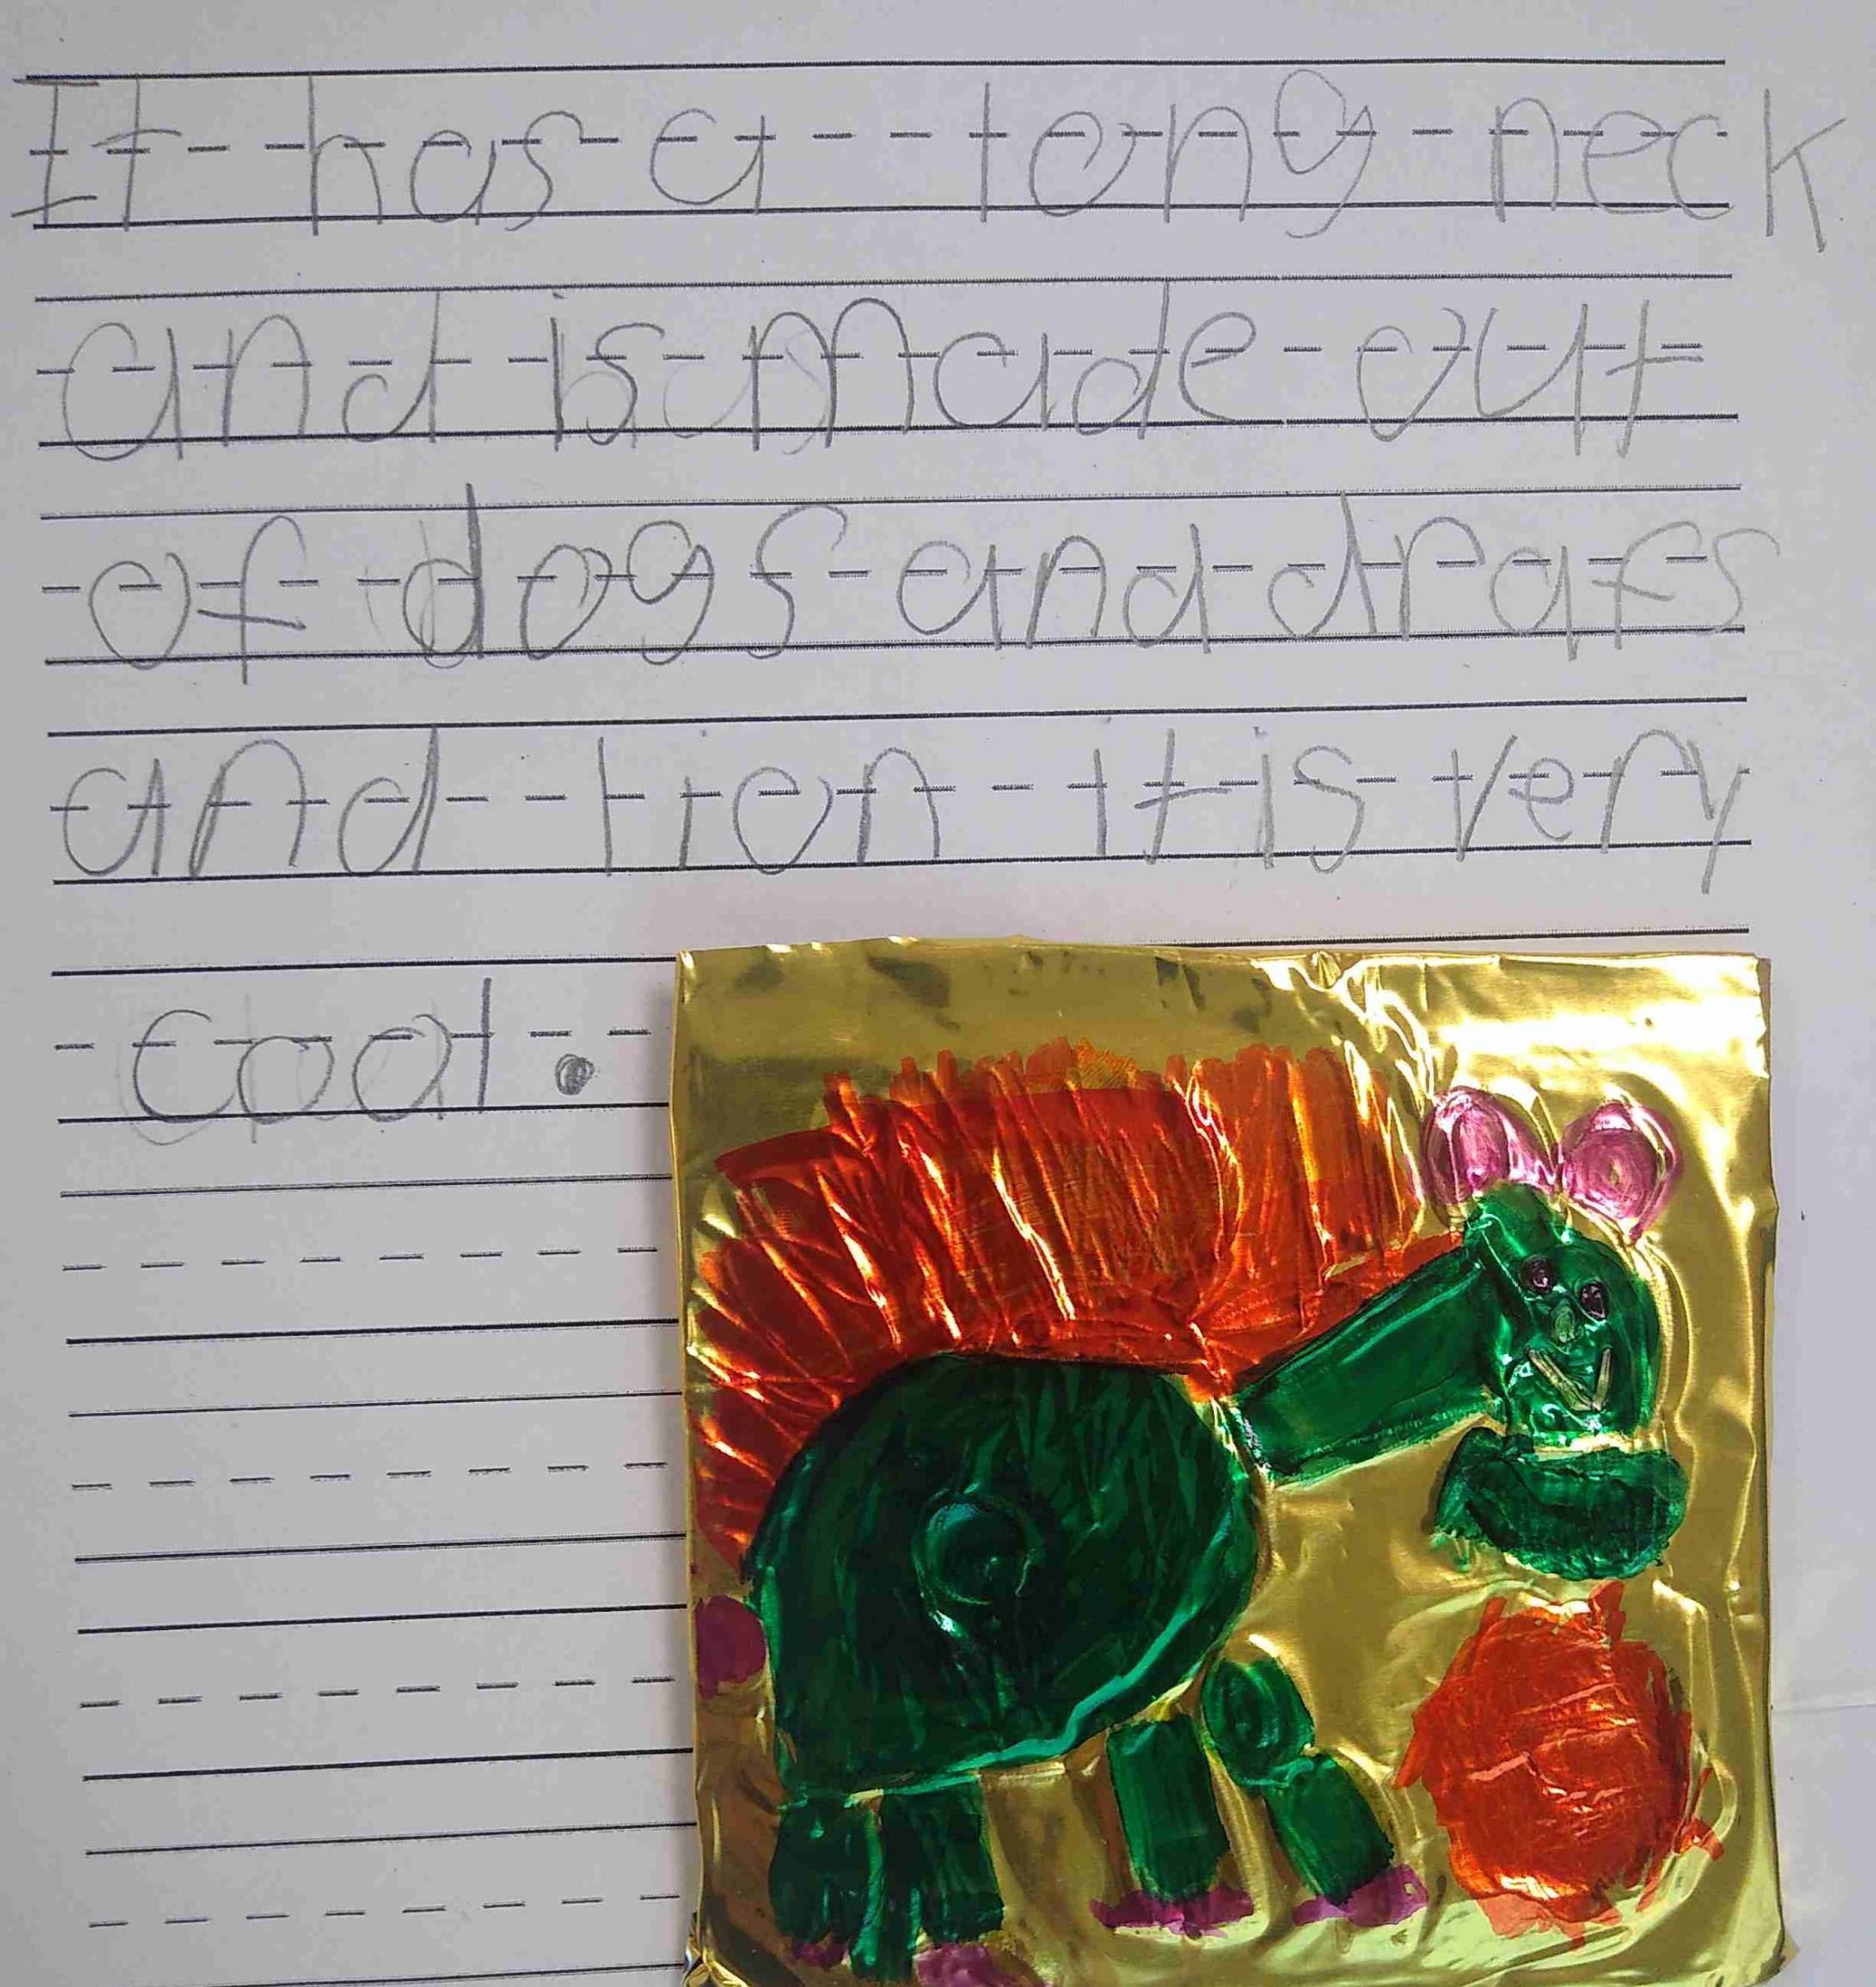 It has a long neck
and is made out
of dogs and drafs
and lion it is very
cool.